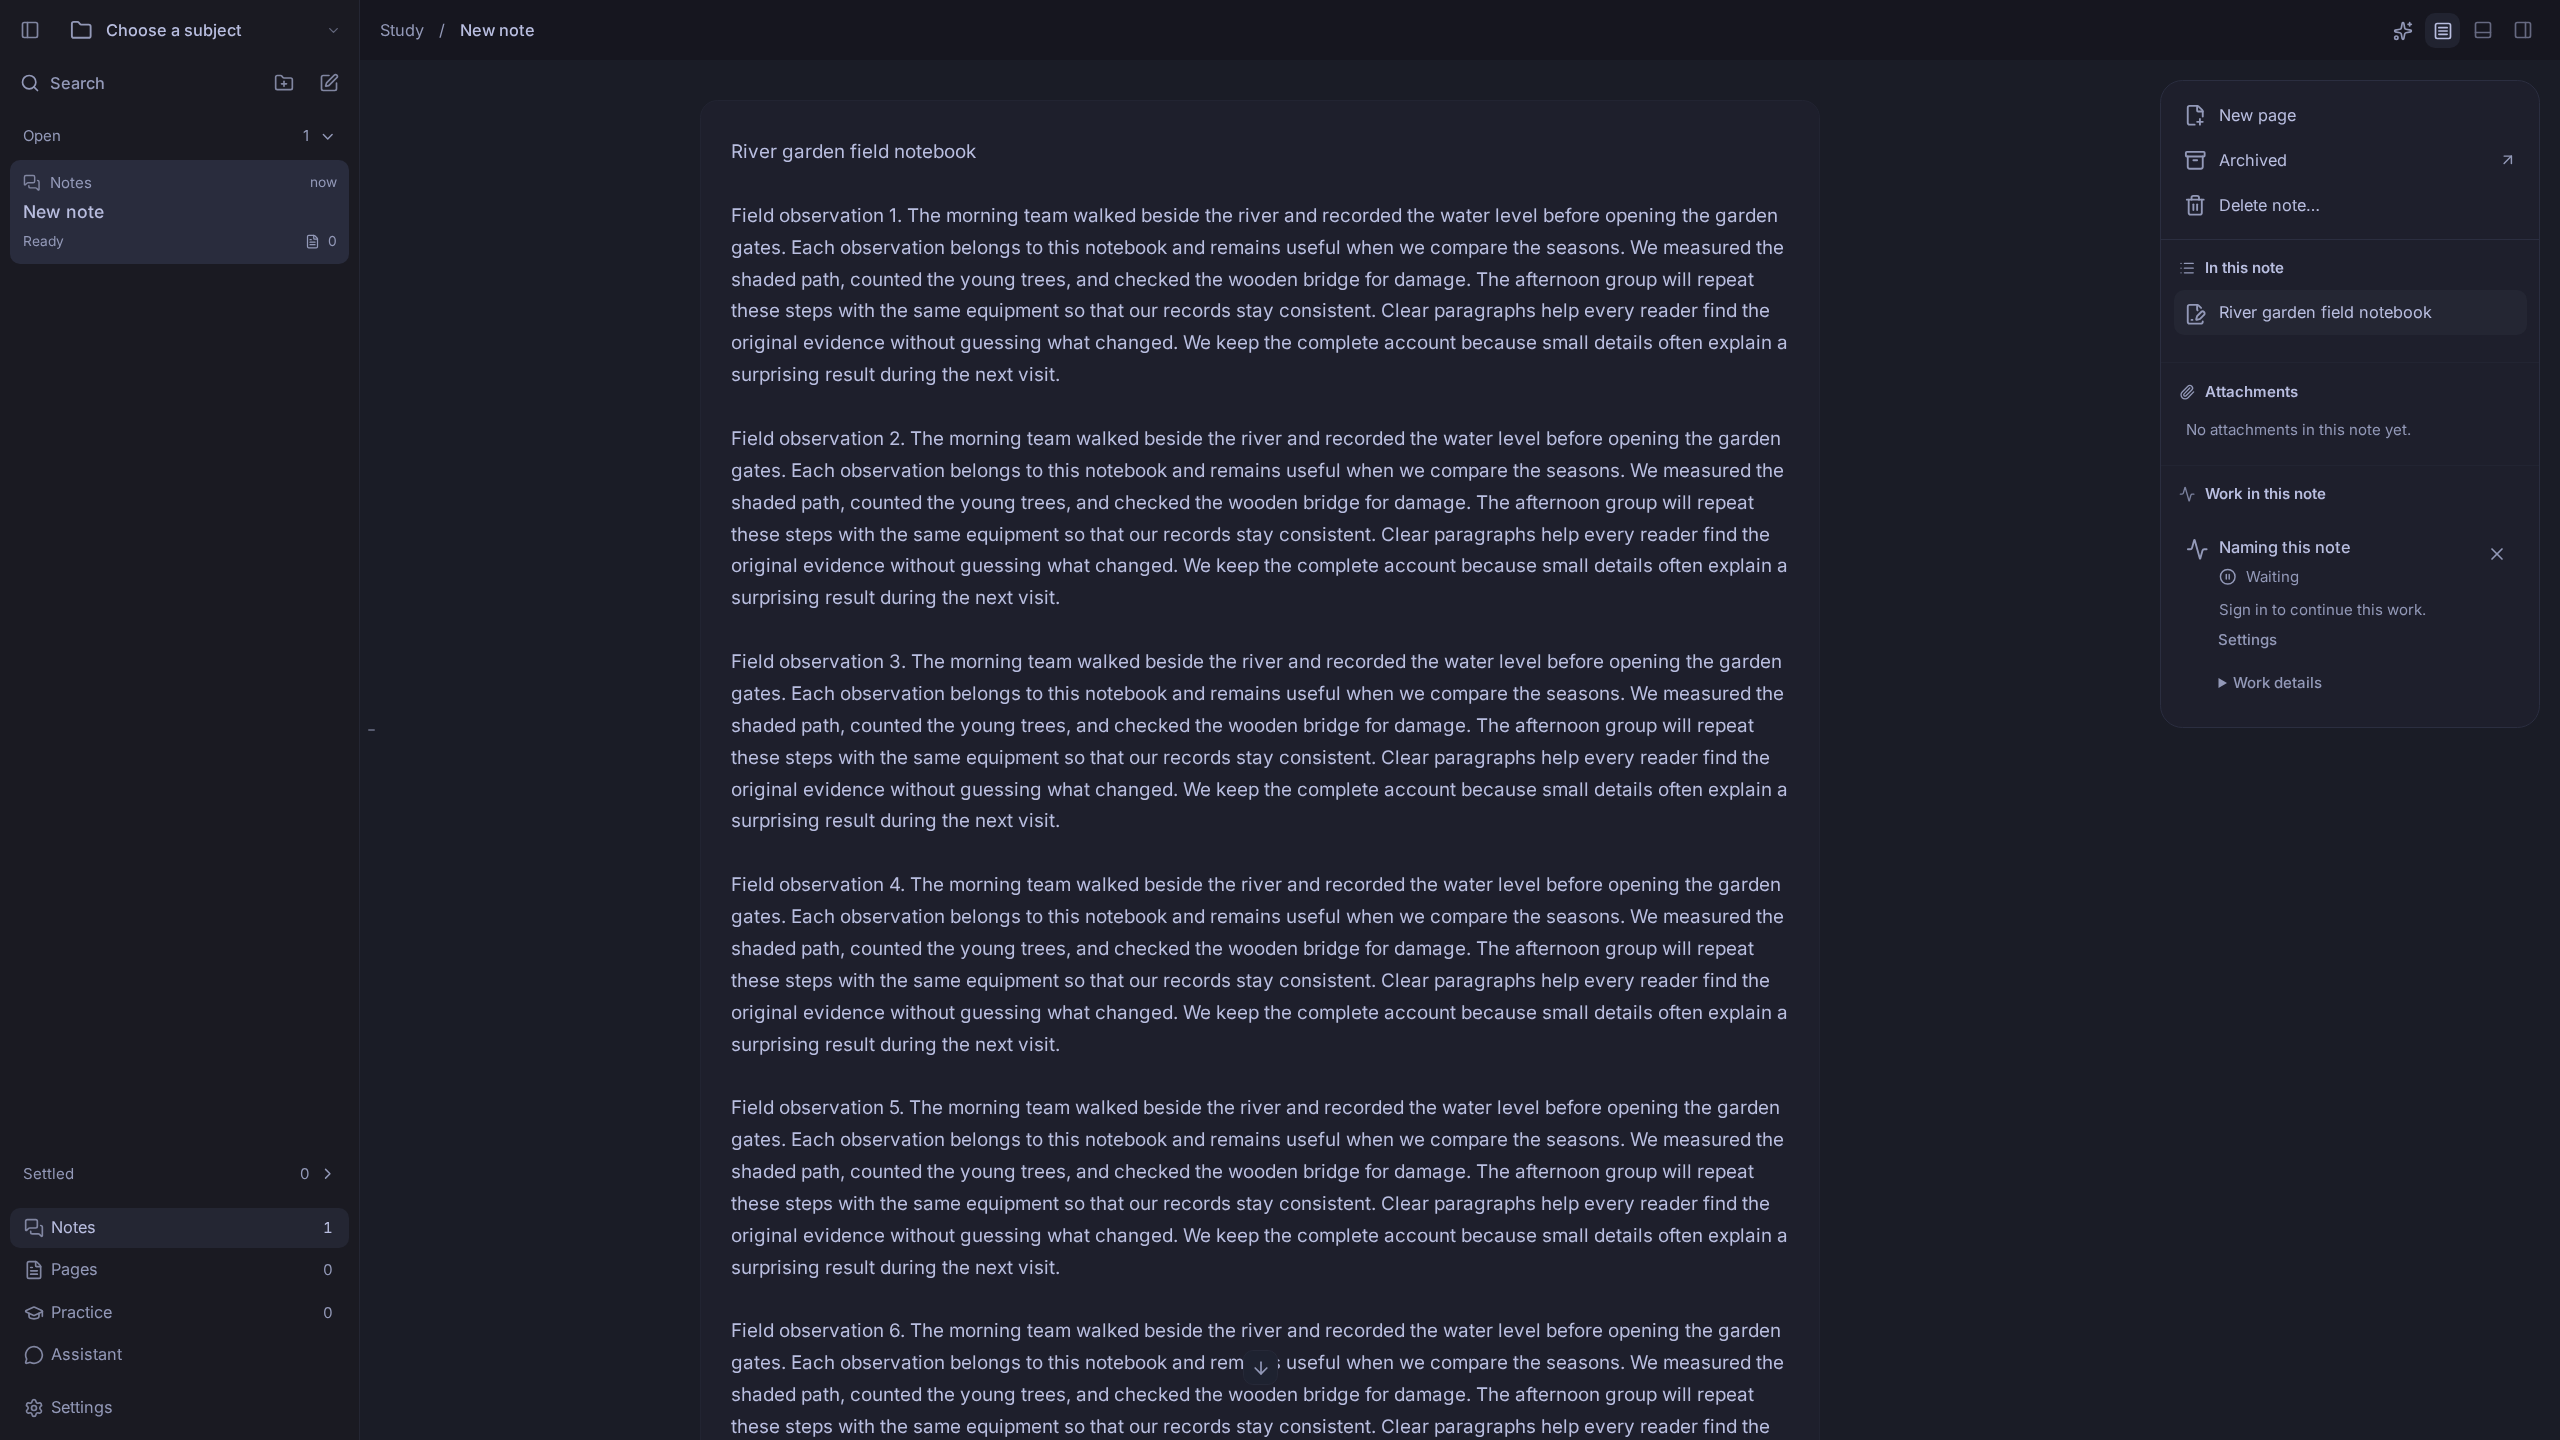 Choose a subject
Search
Open 1
Notes now
New note
Ready 0
Settled 0
Notes 1
Pages 0
Practice 0
Assistant
Settings
Study / New note
River garden field notebook
Field observation 1. The morning team walked beside the river and recorded the water level before opening the garden
gates. Each observation belongs to this notebook and remains useful when we compare the seasons. We measured the
shaded path, counted the young trees, and checked the wooden bridge for damage. The afternoon group will repeat
these steps with the same equipment so that our records stay consistent. Clear paragraphs help every reader find the
original evidence without guessing what changed. We keep the complete account because small details often explain a
surprising result during the next visit.
Field observation 2. The morning team walked beside the river and recorded the water level before opening the garden
gates. Each observation belongs to this notebook and remains useful when we compare the seasons. We measured the
shaded path, counted the young trees, and checked the wooden bridge for damage. The afternoon group will repeat
these steps with the same equipment so that our records stay consistent. Clear paragraphs help every reader find the
original evidence without guessing what changed. We keep the complete account because small details often explain a
surprising result during the next visit.
Field observation 3. The morning team walked beside the river and recorded the water level before opening the garden
gates. Each observation belongs to this notebook and remains useful when we compare the seasons. We measured the
shaded path, counted the young trees, and checked the wooden bridge for damage. The afternoon group will repeat
these steps with the same equipment so that our records stay consistent. Clear paragraphs help every reader find the
original evidence without guessing what changed. We keep the complete account because small details often explain a
surprising result during the next visit.
Field observation 4. The morning team walked beside the river and recorded the water level before opening the garden
gates. Each observation belongs to this notebook and remains useful when we compare the seasons. We measured the
shaded path, counted the young trees, and checked the wooden bridge for damage. The afternoon group will repeat
these steps with the same equipment so that our records stay consistent. Clear paragraphs help every reader find the
original evidence without guessing what changed. We keep the complete account because small details often explain a
surprising result during the next visit.
Field observation 5. The morning team walked beside the river and recorded the water level before opening the garden
gates. Each observation belongs to this notebook and remains useful when we compare the seasons. We measured the
shaded path, counted the young trees, and checked the wooden bridge for damage. The afternoon group will repeat
these steps with the same equipment so that our records stay consistent. Clear paragraphs help every reader find the
original evidence without guessing what changed. We keep the complete account because small details often explain a
surprising result during the next visit.
Field observation 6. The morning team walked beside the river and recorded the water level before opening the garden
gates. Each observation belongs to this notebook and useful when we compare the seasons. We measured the
shaded path, counted the young trees, and checked the wooden bridge for damage. The afternoon group will repeat
these steps with the same equipment so that our records stay consistent. Clear paragraphs help every reader find the
New page
Archived
Delete note...
In this note
River garden field notebook
Attachments
No attachments in this note yet.
Work in this note
Naming this note
Waiting
Sign in to continue this work.
Settings
Work details